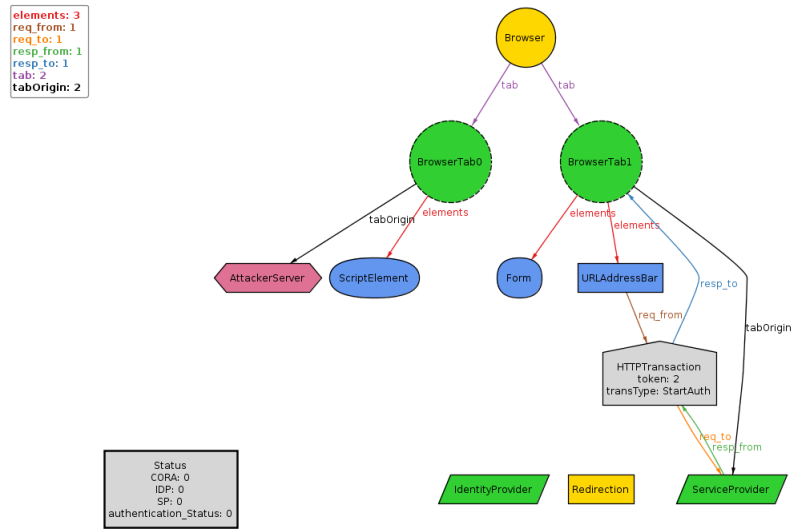 elements: 3
req_from: 1
req_to: 1
resp_from: 1
resp_to: 1
tab: 2
tabOrigin: 2
Browser
tab
tab
BrowserTab0
BrowserTab1
tabOrigin
elements
elements
elements
AttackerServer
ScriptElement
Form
URLAddressBar
resp_to
req_from
tabOrigin
HTTPTransaction
token: 2
transType: StartAuth
req_to
resp_from
Status
CORA: 0
IDP: 0
SP: 0
authentication_Status: 0
IdentityProvider
Redirection
ServiceProvider